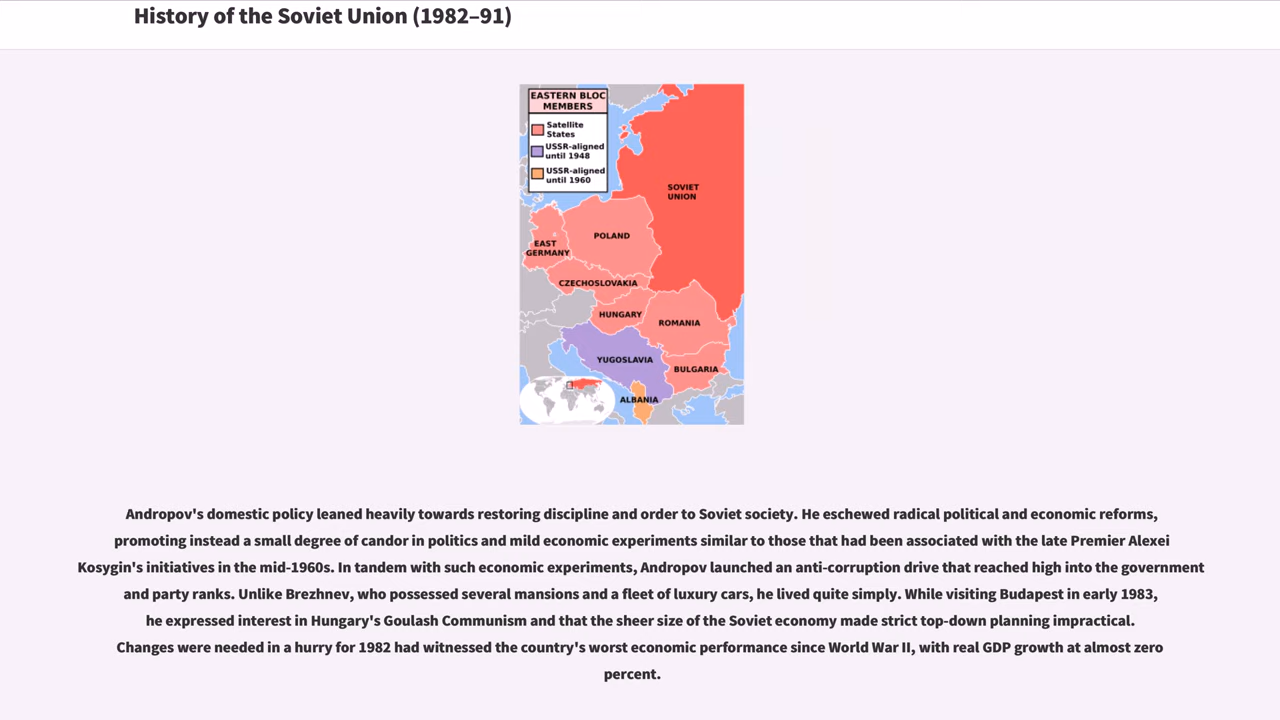 History of the Soviet Union (1982–91)
EASTERN BLOC
MEMBERS
Satellite
States
USSR-aligned
until 1948
USSR-aligned
until 1960
SOVIET
UNION
POLAND
EAST
GERMANY
CZECHOSLOVAKIA
HUNGARY
ROMANIA
YUGOSLAVIA
BULGARIA
ALBANIA
Andropov's domestic policy leaned heavily towards restoring discipline and order to Soviet society. He eschewed radical political and economic reforms,
promoting instead a small degree of candor in politics and mild economic experiments similar to those that had been associated with the late Premier Alexei
Kosygin's initiatives in the mid-1960s. In tandem with such economic experiments, Andropov launched an anti-corruption drive that reached high into the government
and party ranks. Unlike Brezhnev, who possessed several mansions and a fleet of luxury cars, he lived quite simply. While visiting Budapest in early 1983,
he expressed interest in Hungary's Goulash Communism and that the sheer size of the Soviet economy made strict top-down planning impractical.
Changes were needed in a hurry for 1982 had witnessed the country's worst economic performance since World War II, with real GDP growth at almost zero
percent.